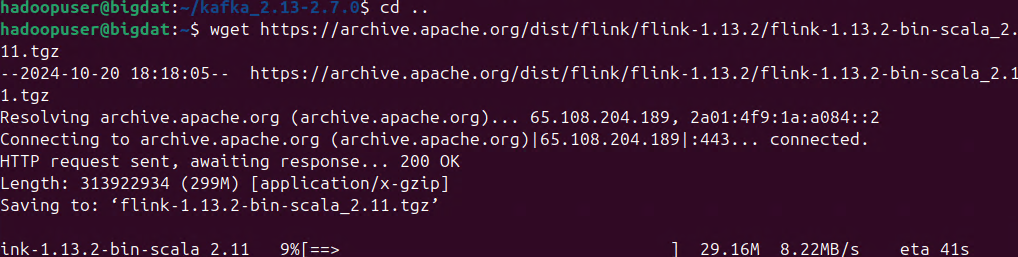 hadoopuser@bigdat:~/kafka_2.13-2.7.0$ cd ..
hadoopuser@bigdat:~$ wget https://archive.apache.org/dist/flink/flink-1.13.2/flink-1.13.2-bin-scala_2.
11.tgz
--2024-10-20 18:18:05--  https://archive.apache.org/dist/flink/flink-1.13.2/flink-1.13.2-bin-scala_2.1
1.tgz
Resolving archive.apache.org (archive.apache.org)... 65.108.204.189, 2a01:4f9:1a:a084::2
Connecting to archive.apache.org (archive.apache.org)|65.108.204.189|:443... connected.
HTTP request sent, awaiting response... 200 OK
Length: 313922934 (299M) [application/x-gzip]
Saving to: ‘flink-1.13.2-bin-scala_2.11.tgz’
ink-1.13.2-bin-scala_2.11   9%[==>                                        ]  29.16M  8.22MB/s    eta 41s